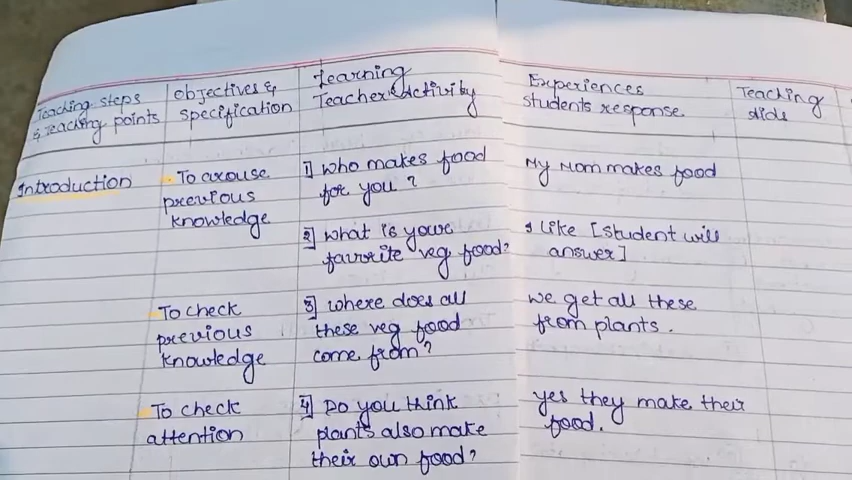 Teaching steps
& Teaching points
Objectives &
specification
Learning
Teacher Activity
Experiences
students response
Teaching
Aids
Introduction
To arouse
previous
knowledge
1] Who makes food
for you?
My Mom makes food
2] What is your
favrite veg food?
I like [Student will
answer]
To check
previous
knowledge
3] Where does all
these veg food
come from?
We get all these
from plants.
To check
attention
4] Do you think
plants also make
their own food?
Yes they make their
food.